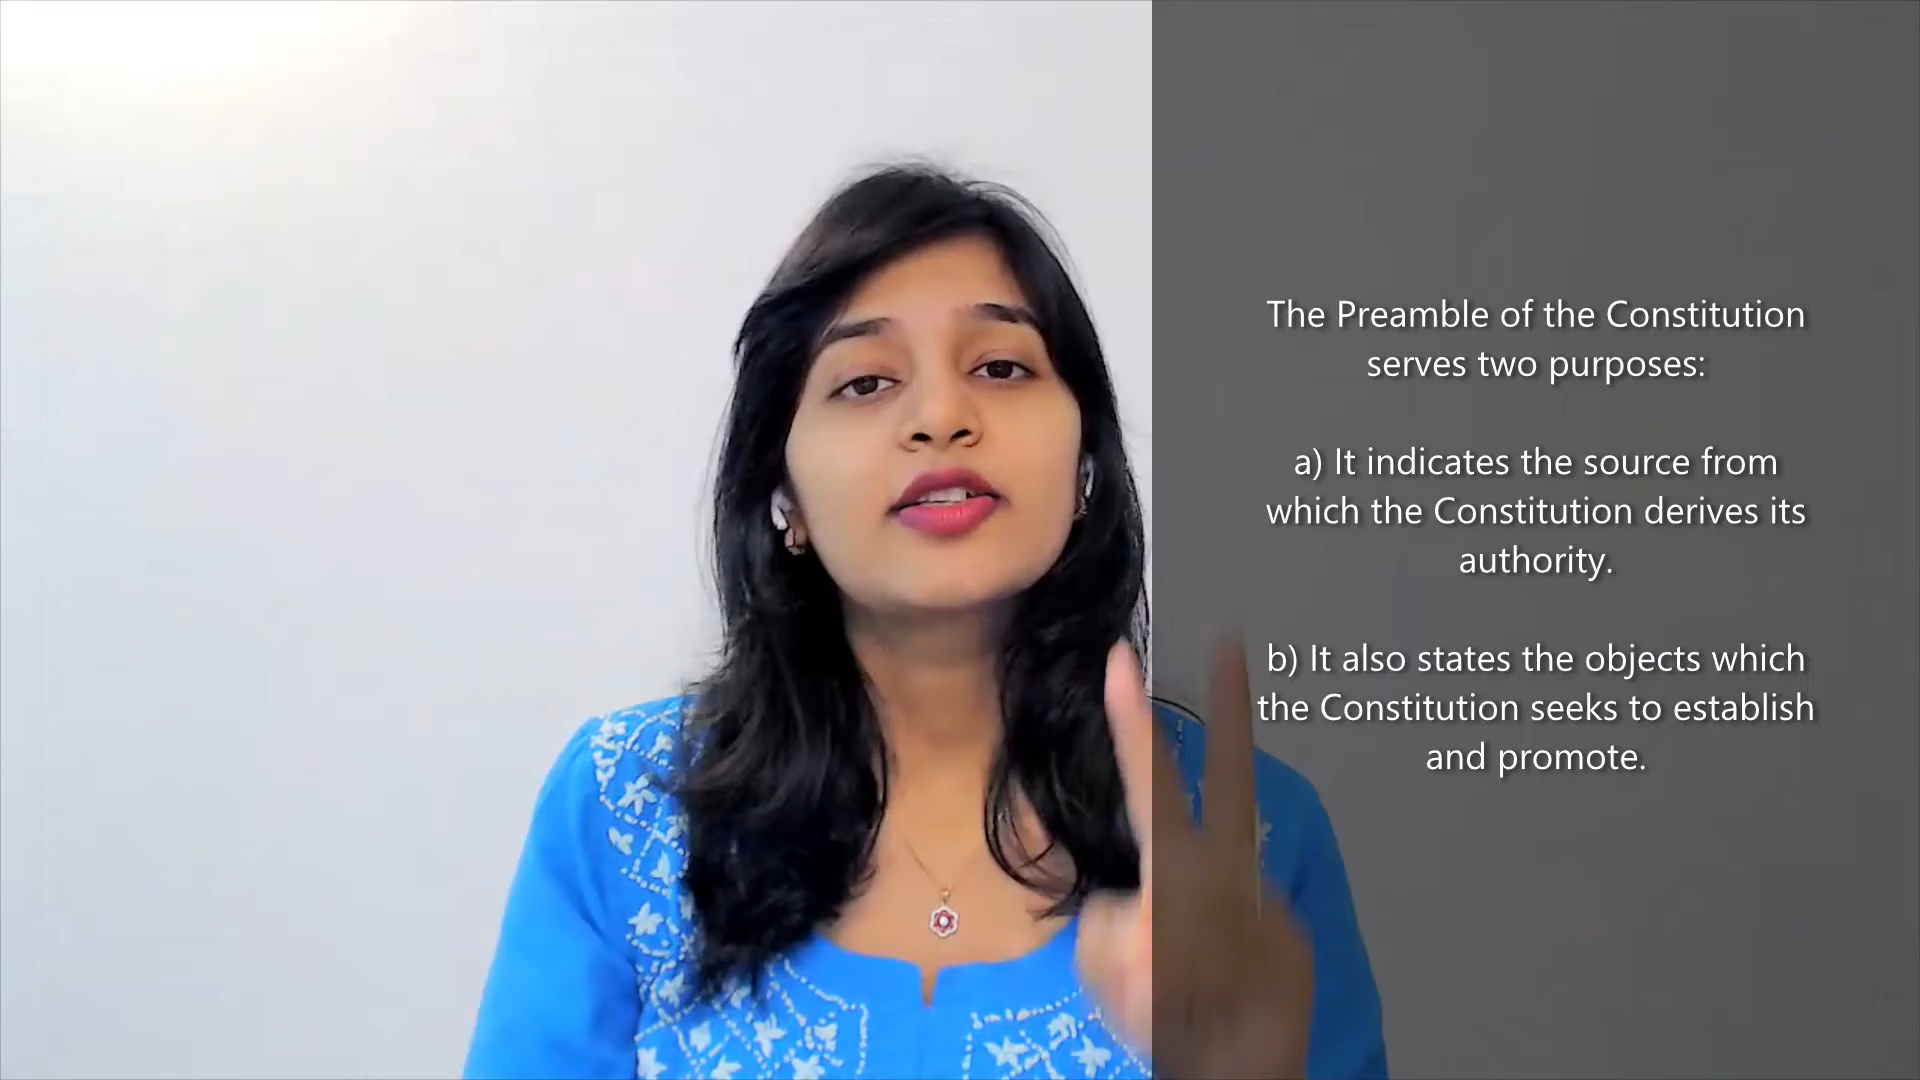 The Preamble of the Constitution
serves two purposes:
a) It indicates the source from
which the Constitution derives its
authority.
b) It also states the objects which
the Constitution seeks to establish
and promote.